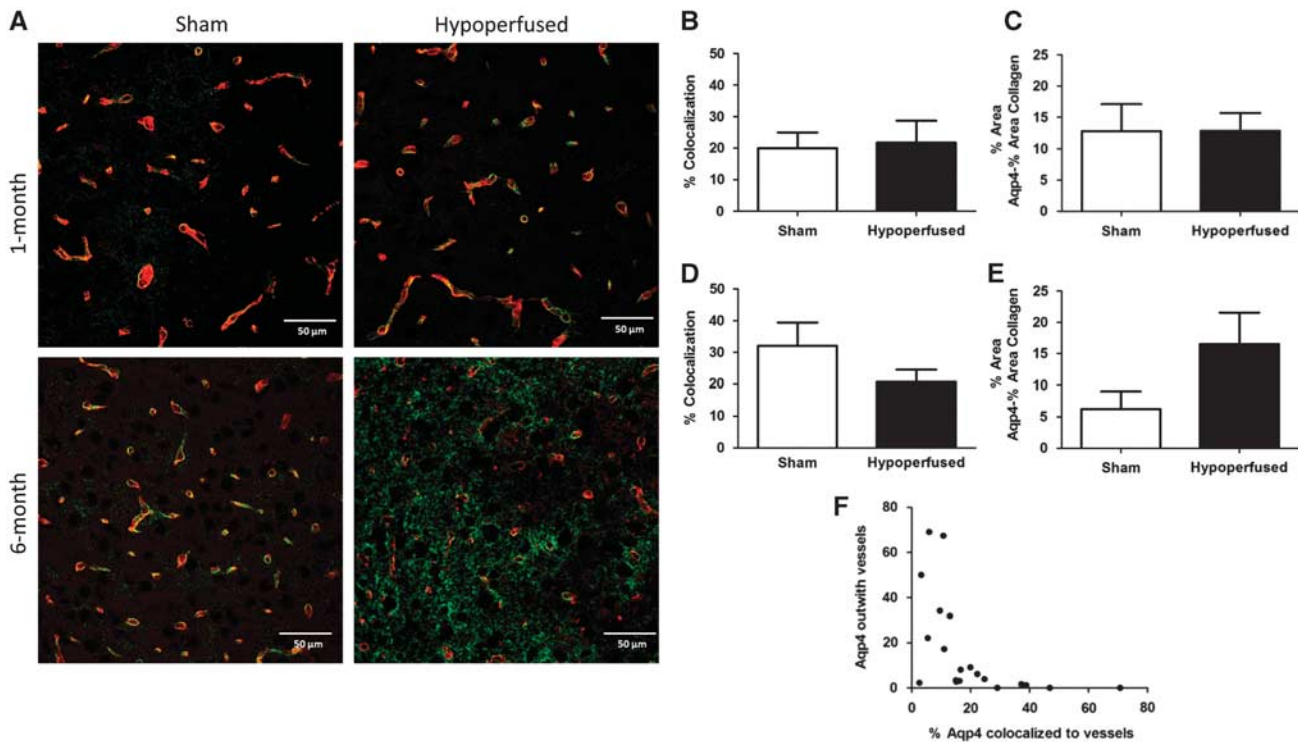 A
Sham
Hypoperfused
1-month
50 µm
50 µm
6-month
50 µm
50 µm
B
% Colocalization
50
40
30
20
10
0
Sham
Hypoperfused
C
% Area
Aqp4-% Area Collagen
25
20
15
10
5
0
Sham
Hypoperfused
D
% Colocalization
50
40
30
20
10
0
Sham
Hypoperfused
E
% Area
Aqp4-% Area Collagen
25
20
15
10
5
0
Sham
Hypoperfused
F
Aqp4 outwith vessels
80
60
40
20
0
0 20 40 60 80
% Aqp4 colocalized to vessels